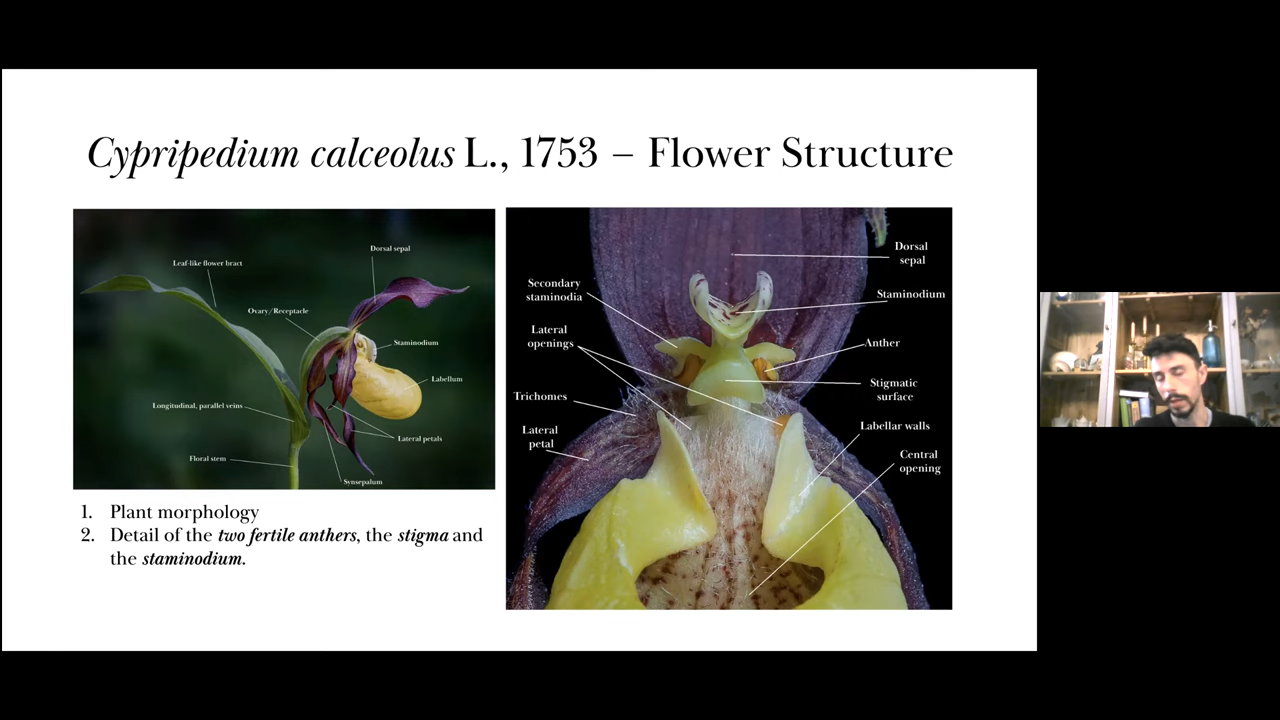 Cypripedium calceolus L., 1753 – Flower Structure
Leaf-like flower bract
Dorsal sepal
Ovary/Receptacle
Staminodium
Labellum
Longitudinal, parallel veins
Lateral petals
Floral stem
Synsepalum
1. Plant morphology
2. Detail of the two fertile anthers, the stigma and
the staminodium.
Dorsal
sepal
Secondary
staminodia
Staminodium
Lateral
openings
Anther
Stigmatic
surface
Trichomes
Labellar walls
Lateral
petal
Central
opening